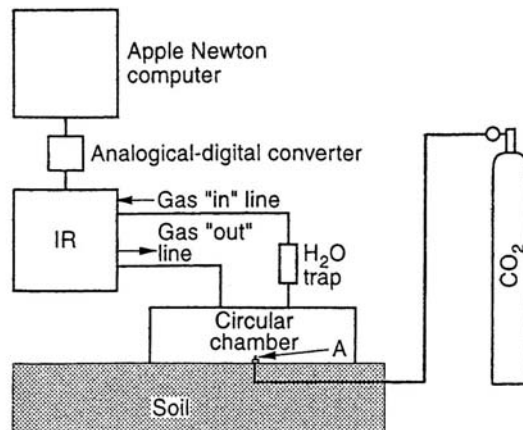 Apple Newton
computer
Analogical-digital converter
Gas "in" line
IR
Gas "out"
line
H₂O
trap
CO₂
Circular
chamber
A
Soil